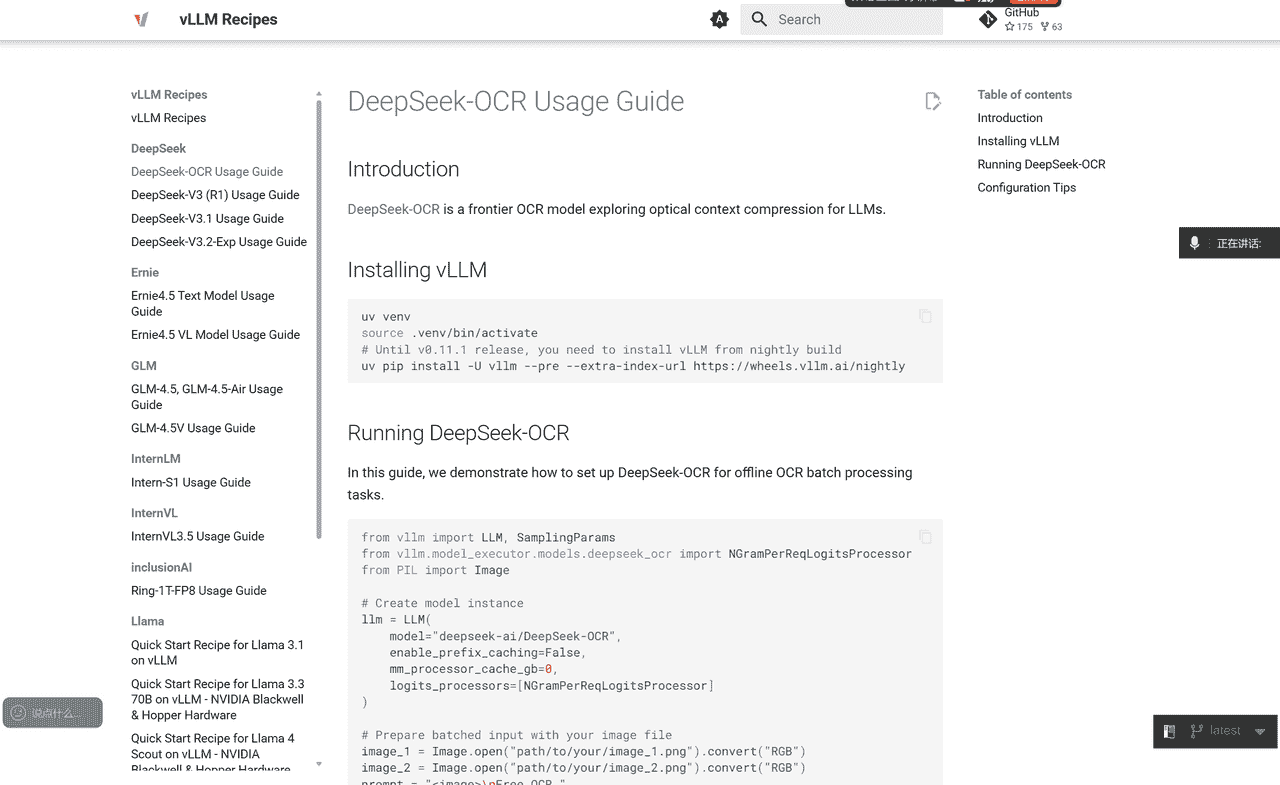 vLLM Recipes
Search
GitHub
175 63
vLLM Recipes
vLLM Recipes
DeepSeek
DeepSeek-OCR Usage Guide
DeepSeek-V3 (R1) Usage Guide
DeepSeek-V3.1 Usage Guide
DeepSeek-V3.2-Exp Usage Guide
Ernie
Ernie4.5 Text Model Usage
Guide
Ernie4.5 VL Model Usage Guide
GLM
GLM-4.5, GLM-4.5-Air Usage
Guide
GLM-4.5V Usage Guide
InternLM
Intern-S1 Usage Guide
InternVL
InternVL3.5 Usage Guide
inclusionAI
Ring-1T-FP8 Usage Guide
Llama
Quick Start Recipe for Llama 3.1
on vLLM
Quick Start Recipe for Llama 3.3
70B on vLLM - NVIDIA Blackwell
& Hopper Hardware
Quick Start Recipe for Llama 4
Scout on vLLM - NVIDIA
Blackwell & Hopper Hardware
说点什么...
DeepSeek-OCR Usage Guide
Introduction
DeepSeek-OCR is a frontier OCR model exploring optical context compression for LLMs.
Installing vLLM
uv venv
source .venv/bin/activate
# Until v0.11.1 release, you need to install vLLM from nightly build
uv pip install -U vllm --pre --extra-index-url https://wheels.vllm.ai/nightly
Running DeepSeek-OCR
In this guide, we demonstrate how to set up DeepSeek-OCR for offline OCR batch processing
tasks.
from vllm import LLM, SamplingParams
from vllm.model_executor.models.deepseek_ocr import NGramPerReqLogitsProcessor
from PIL import Image
# Create model instance
llm = LLM(
    model="deepseek-ai/DeepSeek-OCR",
    enable_prefix_caching=False,
    mm_processor_cache_gb=0,
    logits_processors=[NGramPerReqLogitsProcessor]
)
# Prepare batched input with your image file
image_1 = Image.open("path/to/your/image_1.png").convert("RGB")
image_2 = Image.open("path/to/your/image_2.png").convert("RGB")
prompt = "<image>\nFree OCR."
Table of contents
Introduction
Installing vLLM
Running DeepSeek-OCR
Configuration Tips
正在讲话:
latest